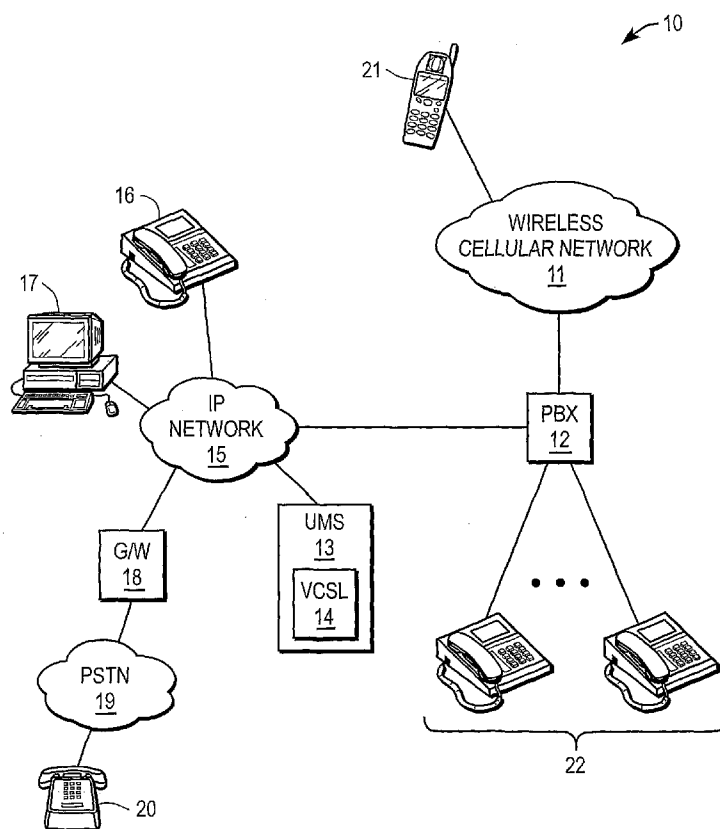 10
21
WIRELESS
CELLULAR NETWORK
11
16
17
IP
NETWORK
15
PBX
12
UMS
13
VCSL
14
G/W
18
PSTN
19
20
22